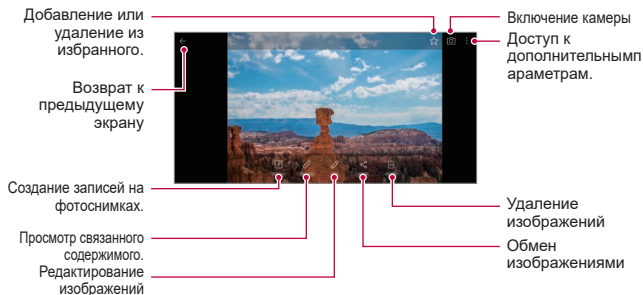 Добавление или
удаление из
избранного.
Возврат к
предыдущему
экрану
Создание записей на
фотоснимках.
Просмотр связанного
содержимого.
Редактирование
изображений
Включение камеры
Доступ к
дополнительнымп
араметрам.
Удаление
изображений
Обмен
изображениями